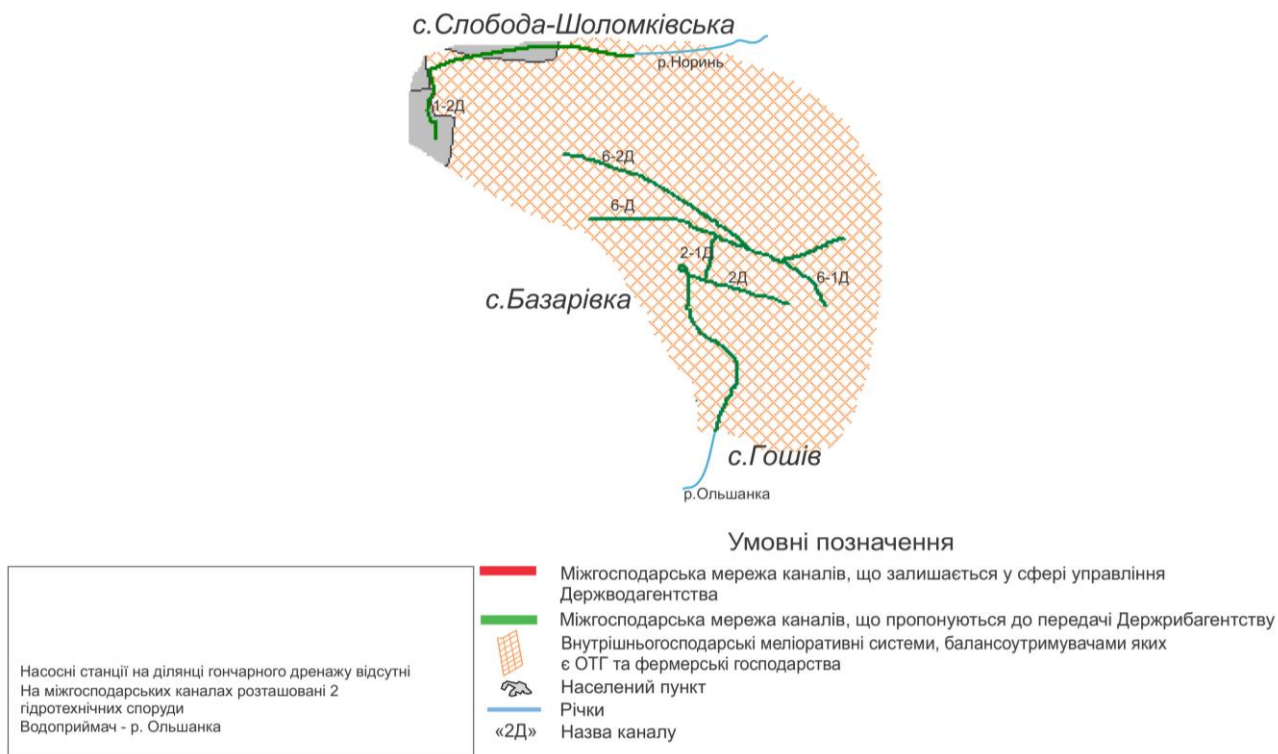 с.Слобода-Шоломківська
р.Норинь
1-2Д
6-2Д
6-Д
2-1Д
2Д
6-1Д
с.Базарівка
с.Гошів
р.Ольшанка
Умовні позначення
Міжгосподарська мережа каналів, що залишається у сфері управління
Держводагентства
Міжгосподарська мережа каналів, що пропонуються до передачі Держрибагентству
Внутрішньогосподарські меліоративні системи, балансоутримувачами яких
є ОТГ та фермерські господарства
Населений пункт
Річки
«2Д» Назва каналу
Насосні станції на ділянці гончарного дренажу відсутні
На міжгосподарських каналах розташовані 2
гідротехнічних споруди
Водоприймач - р. Ольшанка